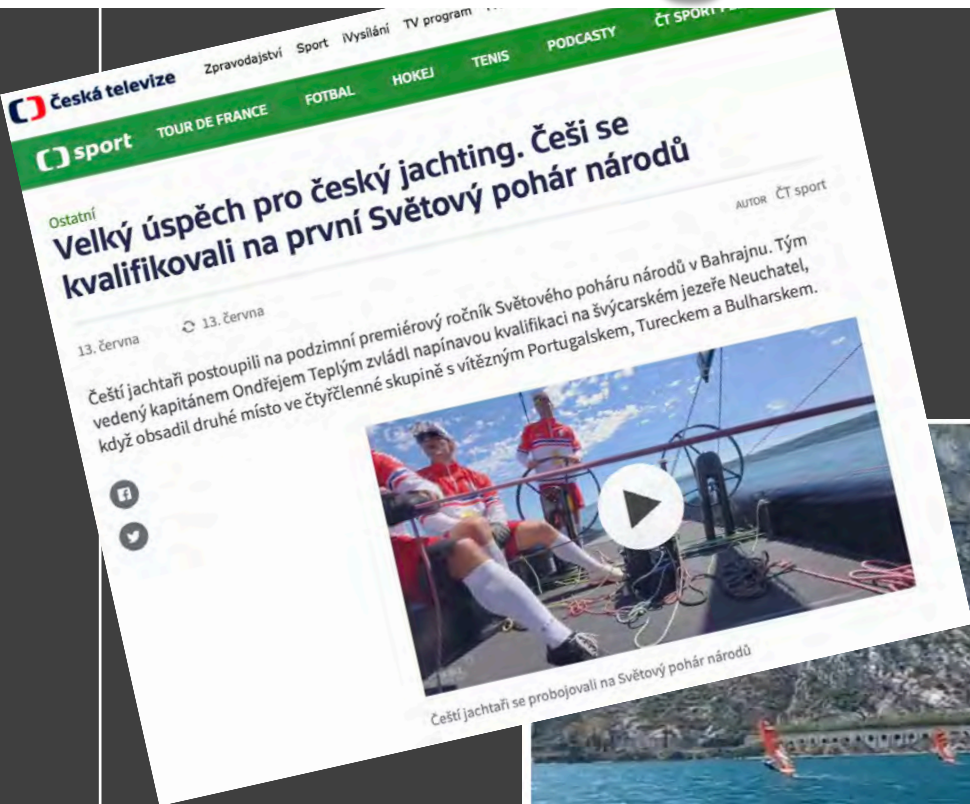 Zpravodajství Sport iVysílání TV program
Česká televize
sport TOUR DE FRANCE FOTBAL HOKEJ TENIS PODCASTY ČT SPORT
Ostatní
Velký úspěch pro český jachting. Češi se
kvalifikovali na první Světový pohár národů
AUTOR ČT sport
13. června 13. června
Čeští jachtaři postoupili na podzimní premiérový ročník Světového poháru národů v Bahrajnu. Tým
vedený kapitánem Ondřejem Teplým zvládl napínavou kvalifikaci na švýcarském jezeře Neuchatel,
když obsadil druhé místo ve čtyřčlenné skupině s vítězným Portugalskem, Tureckem a Bulharskem.
Čeští jachtaři se probojovali na Světový pohár národů